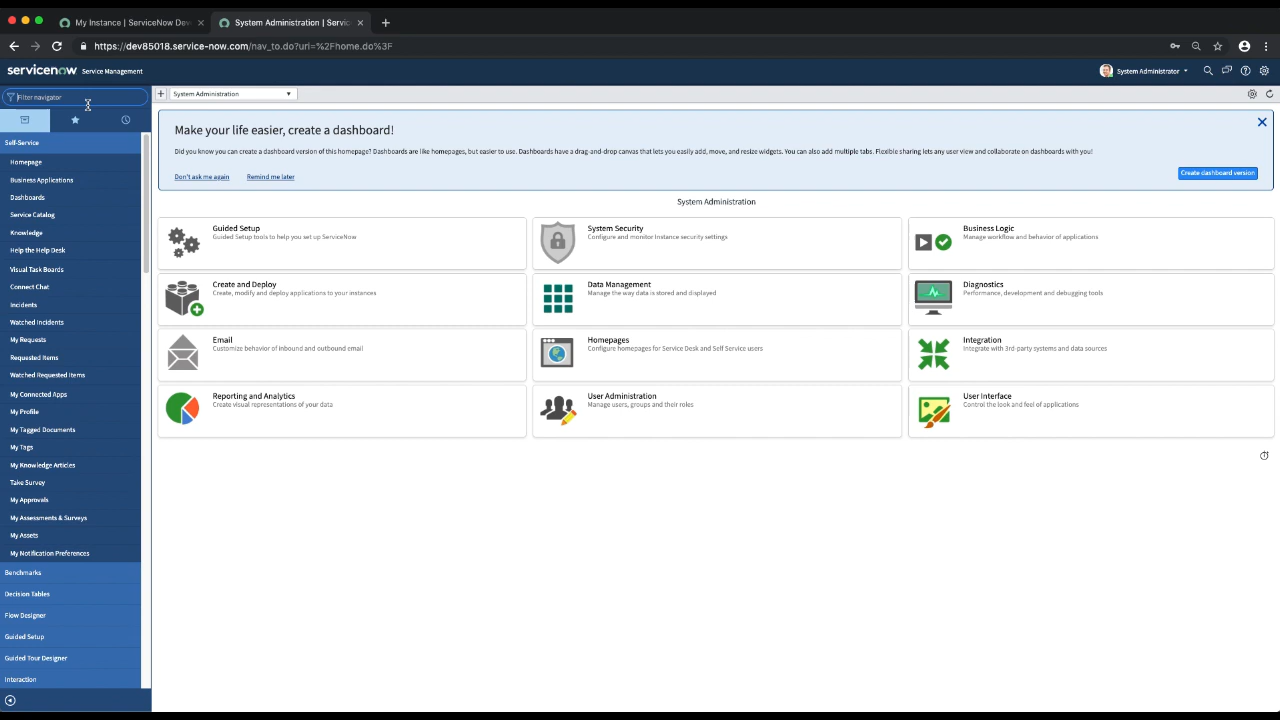 My Instance | ServiceNow Dev
System Administration | Servic
https://dev85018.service-now.com/nav_to.do?uri=%2Fhome.do%3F
servicenow Service Management
System Administrator
Filter navigator
System Administration
Self-Service
Homepage
Business Applications
Dashboards
Service Catalog
Knowledge
Help the Help Desk
Visual Task Boards
Connect Chat
Incidents
Watched Incidents
My Requests
Requested Items
Watched Requested Items
My Connected Apps
My Profile
My Tagged Documents
My Tags
My Knowledge Articles
Take Survey
My Approvals
My Assessments & Surveys
My Assets
My Notification Preferences
Benchmarks
Decision Tables
Flow Designer
Guided Setup
Guided Tour Designer
Interaction
Make your life easier, create a dashboard!
Did you know you can create a dashboard version of this homepage? Dashboards are like homepages, but easier to use. Dashboards have a drag-and-drop canvas that lets you easily add, move, and resize widgets. You can also add multiple tabs. Flexible sharing lets any user view and collaborate on dashboards with you!
Don't ask me again
Remind me later
Create dashboard version
System Administration
Guided Setup
Guided Setup tools to help you set up ServiceNow
System Security
Configure and monitor instance security settings
Business Logic
Manage workflow and behavior of applications
Create and Deploy
Create, modify and deploy applications to your instances
Data Management
Manage the way data is stored and displayed
Diagnostics
Performance, development and debugging tools
Email
Customize behavior of inbound and outbound email
Homepages
Configure homepages for Service Desk and Self Service users
Integration
Integrate with 3rd-party systems and data sources
Reporting and Analytics
Create visual representations of your data
User Administration
Manage users, groups and their roles
User Interface
Control the look and feel of applications